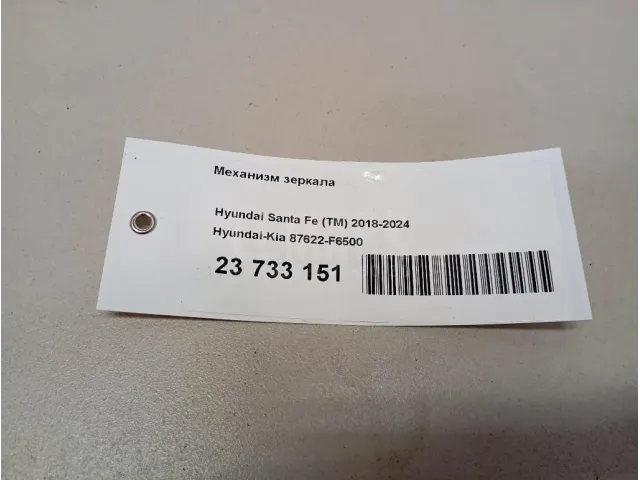 Механизм зеркала
Hyundai Santa Fe (TM) 2018-2024
Hyundai-Kia 87622-F6500
23 733 151